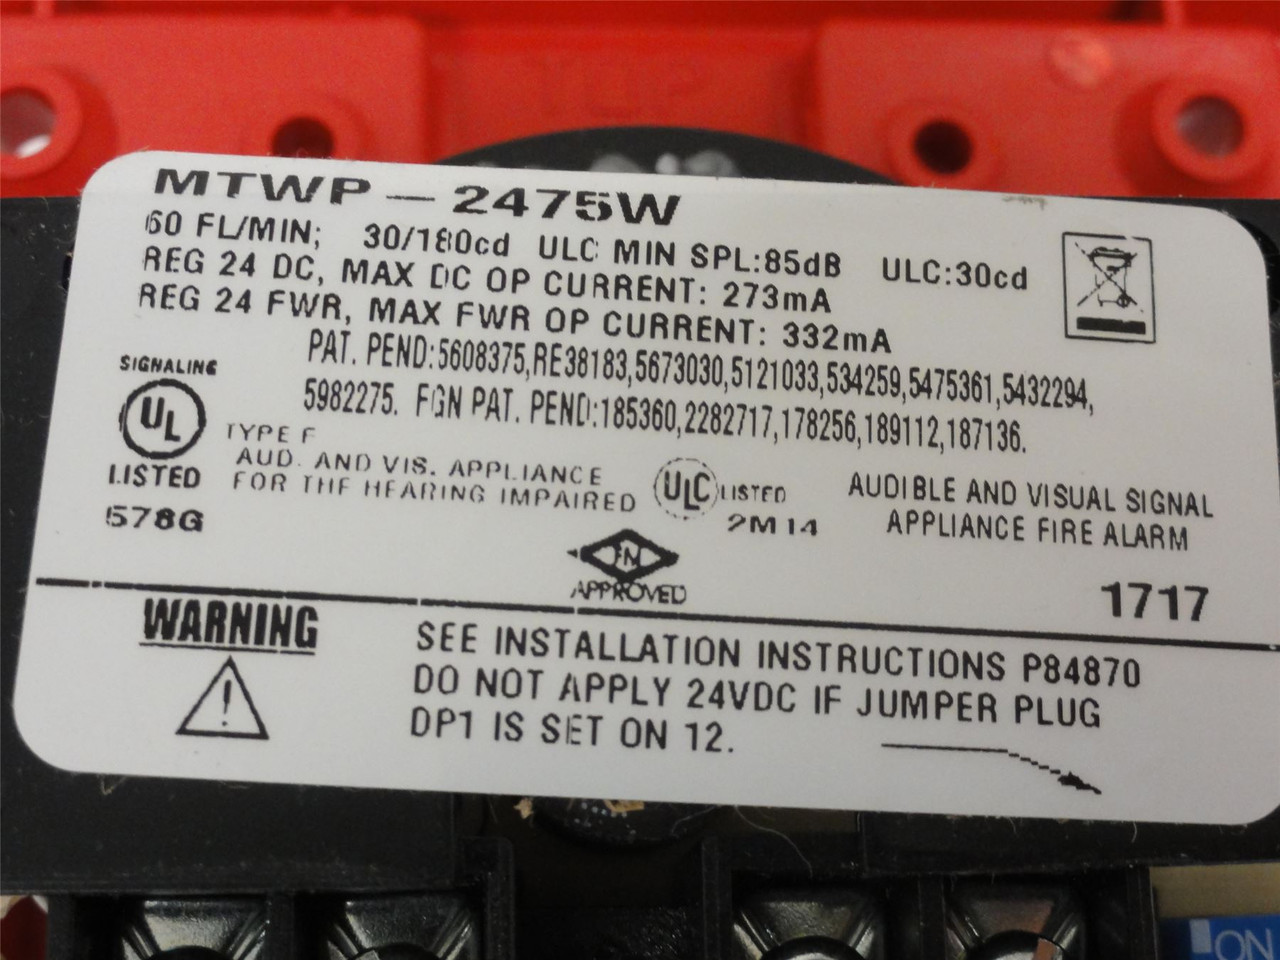 MTWP-2475W
60 FL/MIN; 30/180cd ULC MIN SPL:85dB ULC:30cd
REG 24 DC, MAX DC OP CURRENT: 273mA
REG 24 FWR, MAX FWR OP CURRENT: 332mA
PAT. PEND:5608375,RE38183,5673030,5121033,534259,5475361,5432294,
5982275. FGN PAT. PEND:185360,2282717,178256,189112,187136.
SIGNALING
UL
LISTED
578G
TYPE F
AUD. AND VIS. APPLIANCE
FOR THE HEARING IMPAIRED
ULC LISTED
2M14
FM
APPROVED
AUDIBLE AND VISUAL SIGNAL
APPLIANCE FIRE ALARM
1717
WARNING
!
SEE INSTALLATION INSTRUCTIONS P84870
DO NOT APPLY 24VDC IF JUMPER PLUG
DP1 IS SET ON 12.
ON